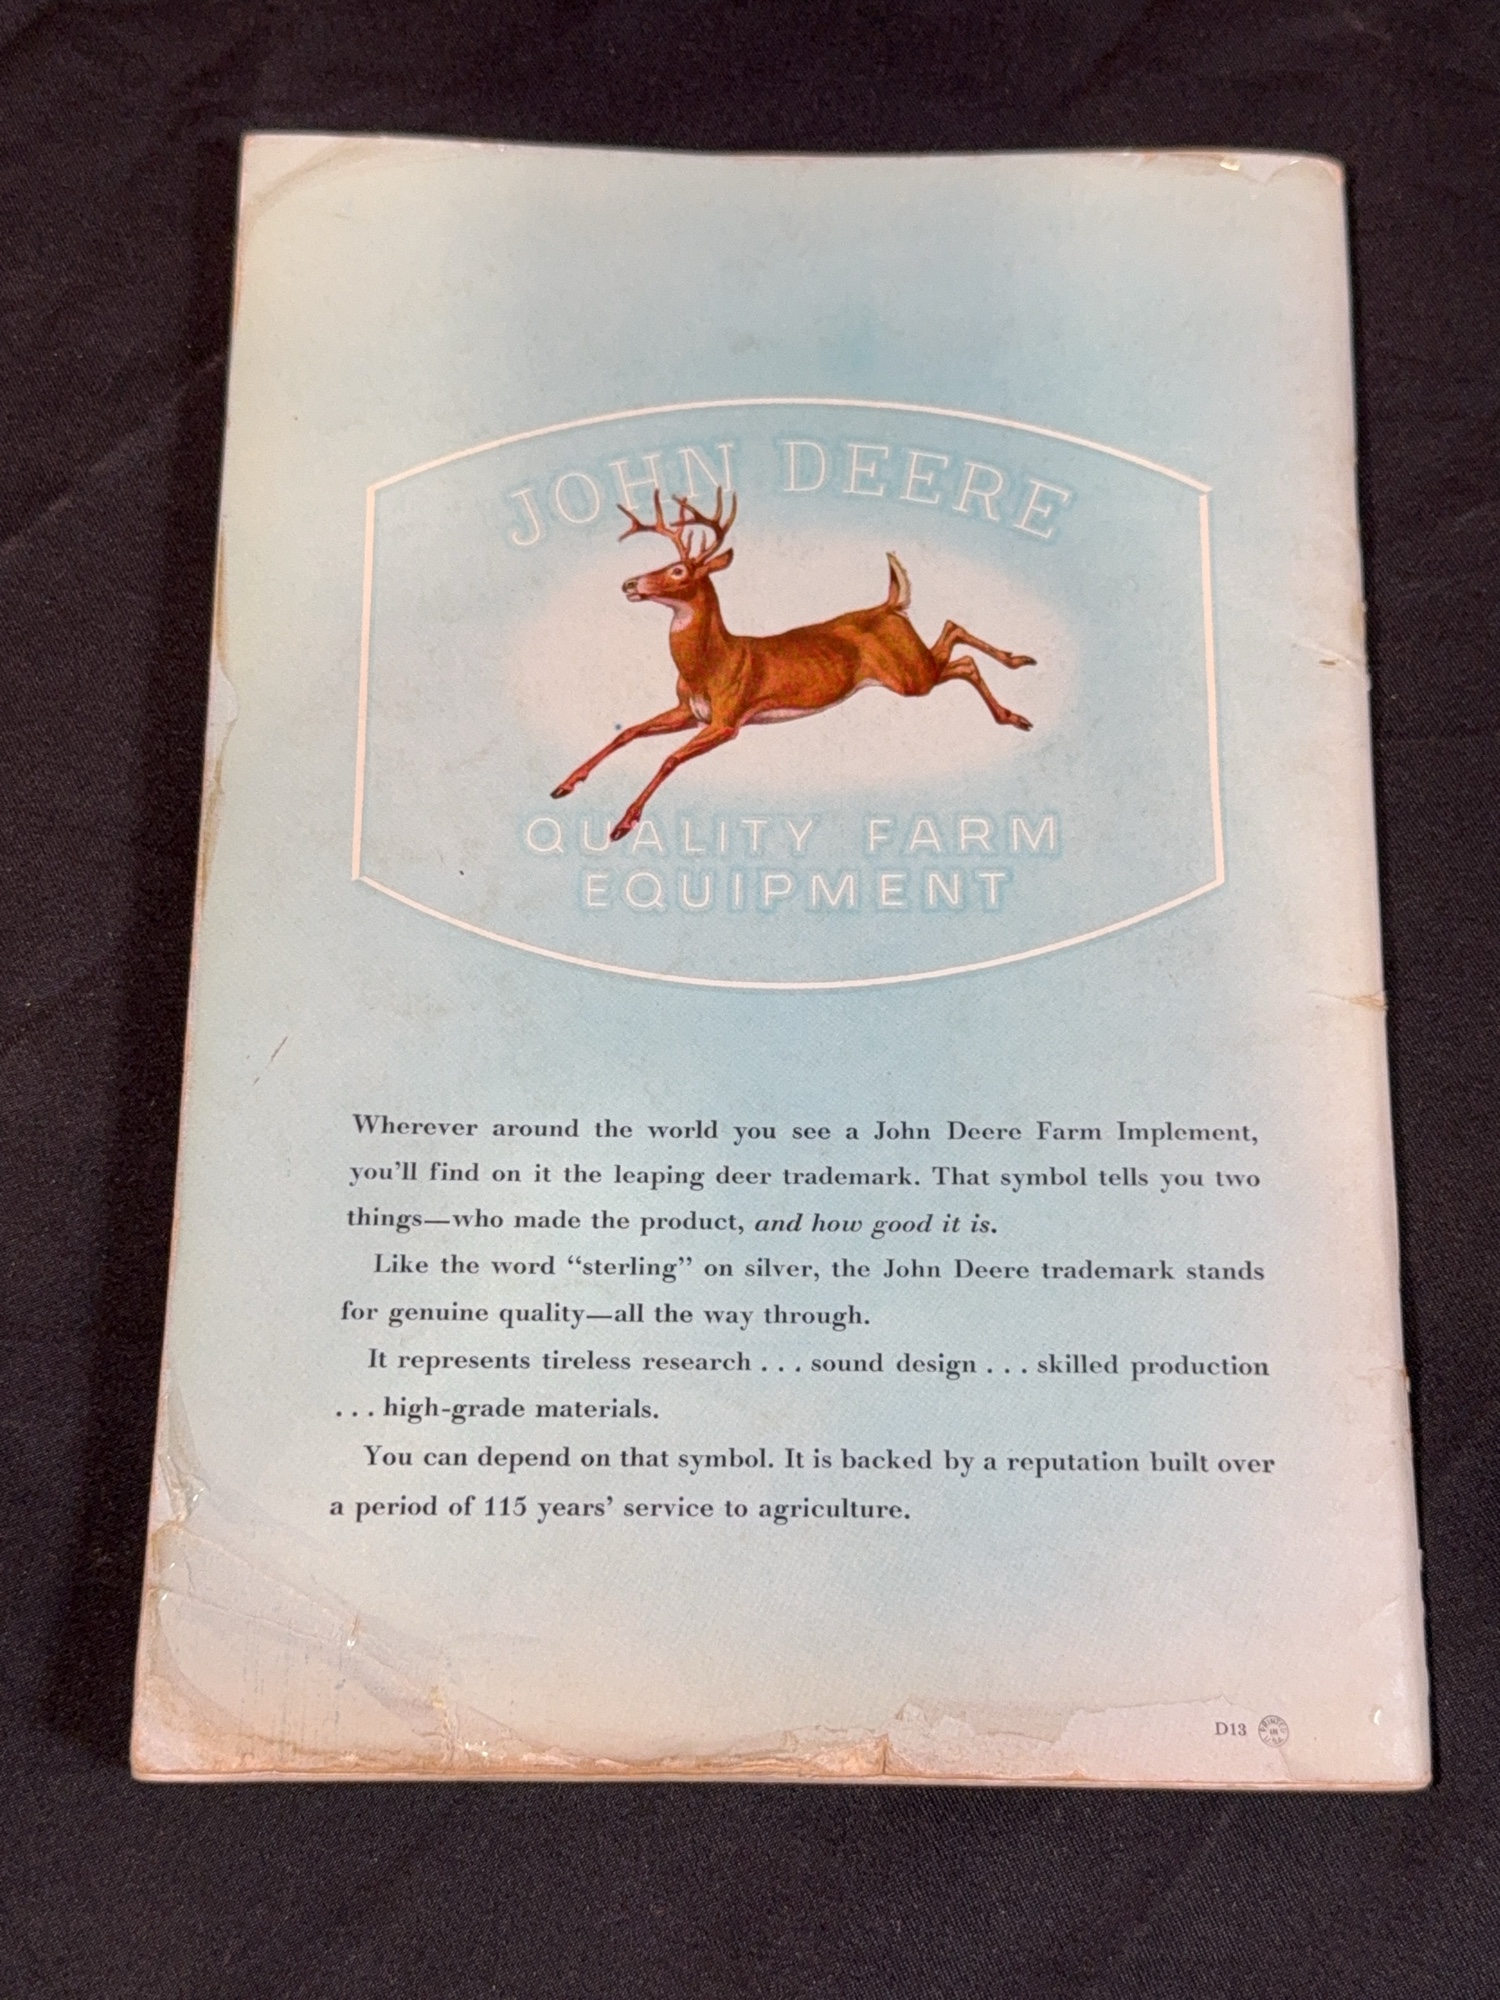 JOHN DEERE
QUALITY FARM
EQUIPMENT
Wherever around the world you see a John Deere Farm Implement,
you'll find on it the leaping deer trademark. That symbol tells you two
things—who made the product, and how good it is.
Like the word “sterling” on silver, the John Deere trademark stands
for genuine quality—all the way through.
It represents tireless research . . . sound design . . . skilled production
. . . high-grade materials.
You can depend on that symbol. It is backed by a reputation built over
a period of 115 years’ service to agriculture.
D13
PRINTED
IN
USA